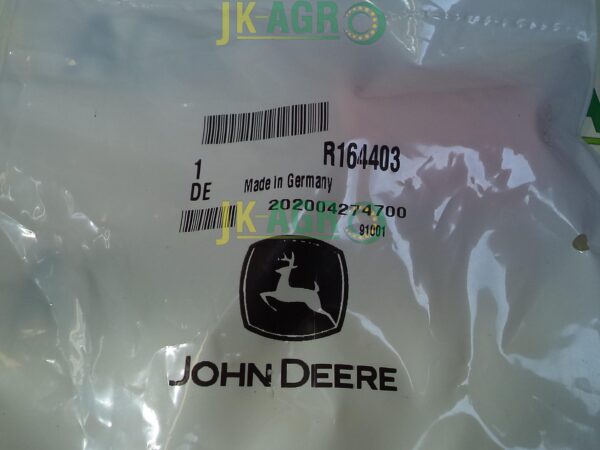 JK-AGRO
R164403
1
DE
Made in Germany
202004274700
91001
JK-AGRO
JOHN DEERE